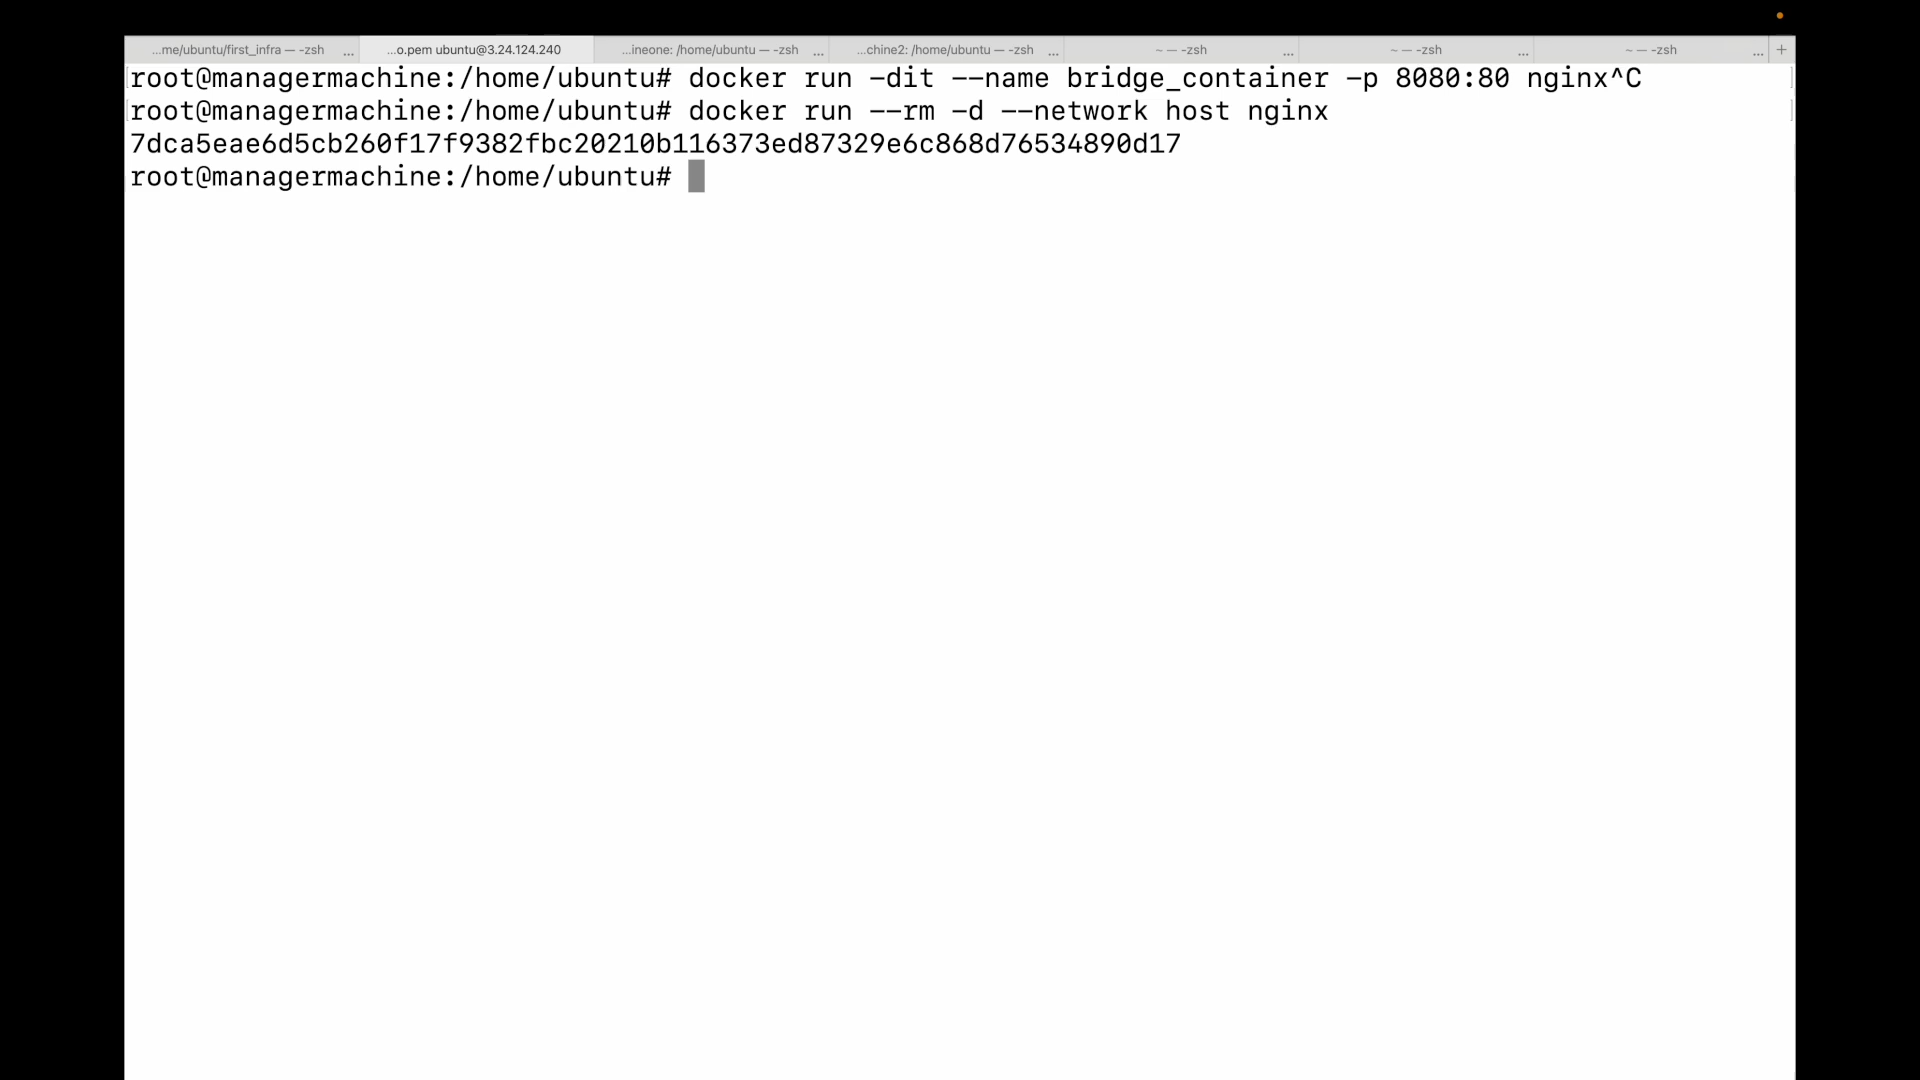 ...me/ubuntu/first_infra — -zsh ... ...o.pem ubuntu@3.24.124.240 ...ineone: /home/ubuntu — -zsh ... ...chine2: /home/ubuntu — -zsh ... ~ — -zsh ... ~ — -zsh ... ~ — -zsh ... +
root@managermachine:/home/ubuntu# docker run -dit --name bridge_container -p 8080:80 nginx^C
root@managermachine:/home/ubuntu# docker run --rm -d --network host nginx
7dca5eae6d5cb260f17f9382fbc20210b116373ed87329e6c868d76534890d17
root@managermachine:/home/ubuntu#